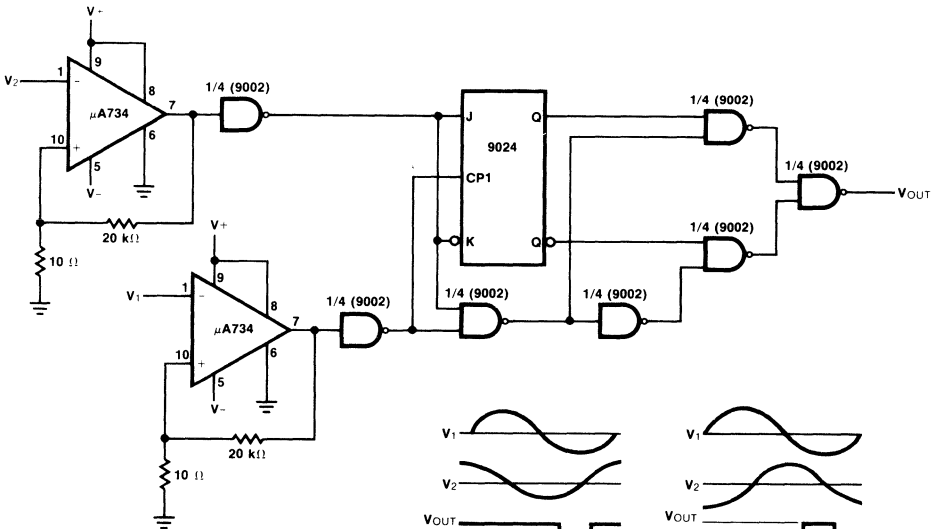 V+
9
V2
1
-
8
μA734
7
1/4 (9002)
10
+
6
5
V-
20 kΩ
10 Ω
V+
9
V1
1
-
8
μA734
7
1/4 (9002)
10
+
6
5
V-
20 kΩ
10 Ω
J
Q
9024
CP1
K
Q
1/4 (9002)
1/4 (9002)
1/4 (9002)
1/4 (9002)
1/4 (9002)
VOUT
V1
V2
VOUT
V1
V2
VOUT